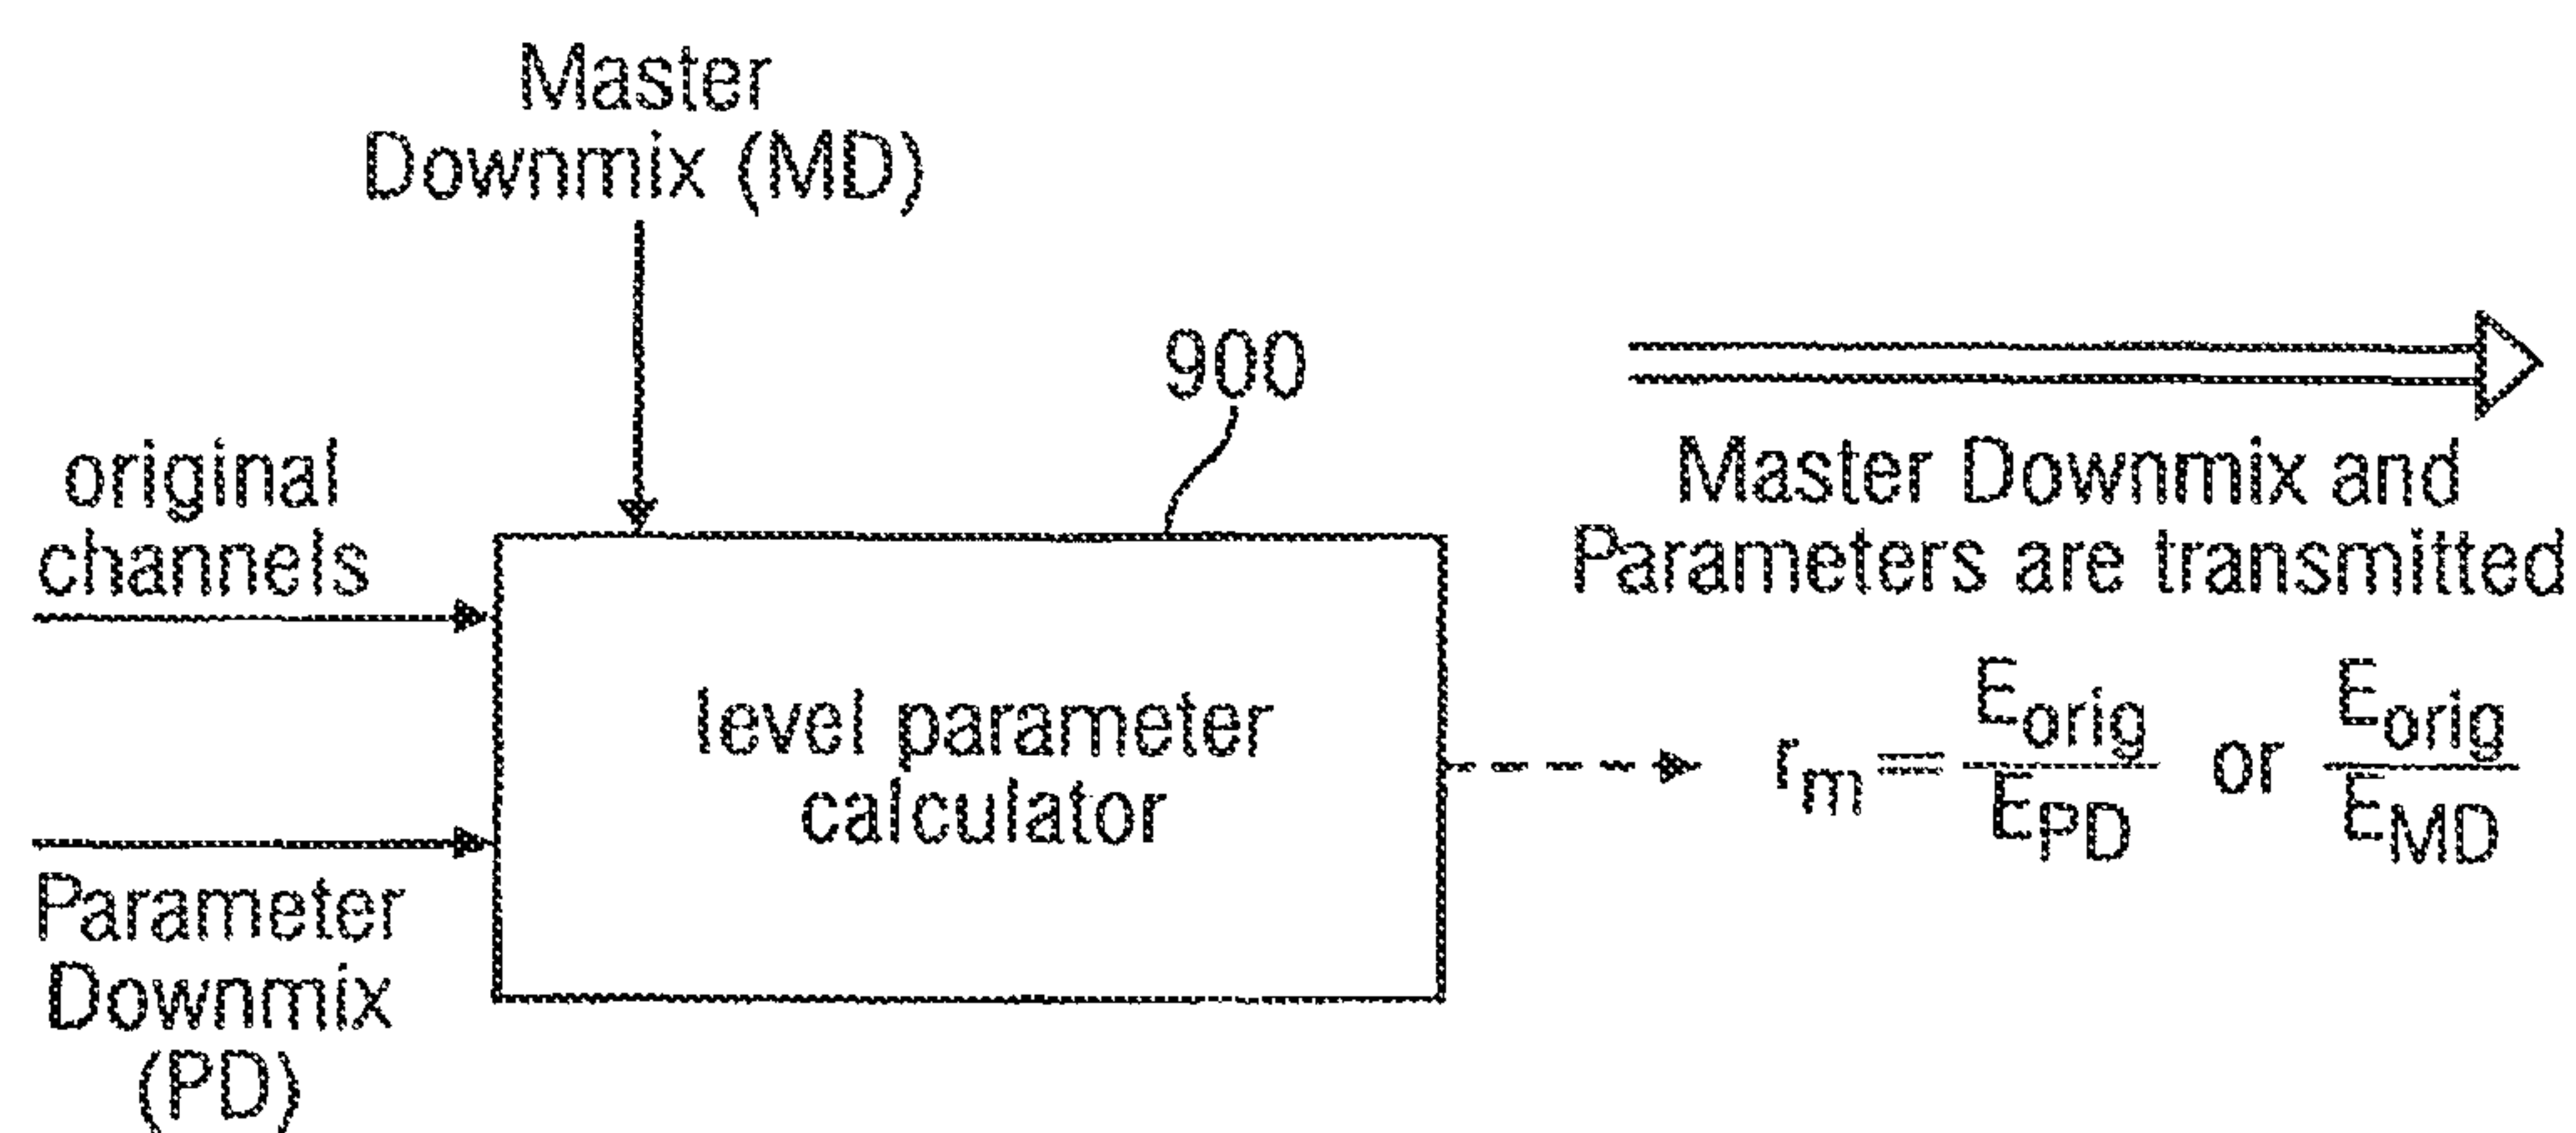 Master
Downmix (MD)
900
original
channels
Master Downmix and
Parameters are transmitted
level parameter
calculator
r_m = E_orig/E_PD or E_orig/E_MD
Parameter
Downmix
(PD)